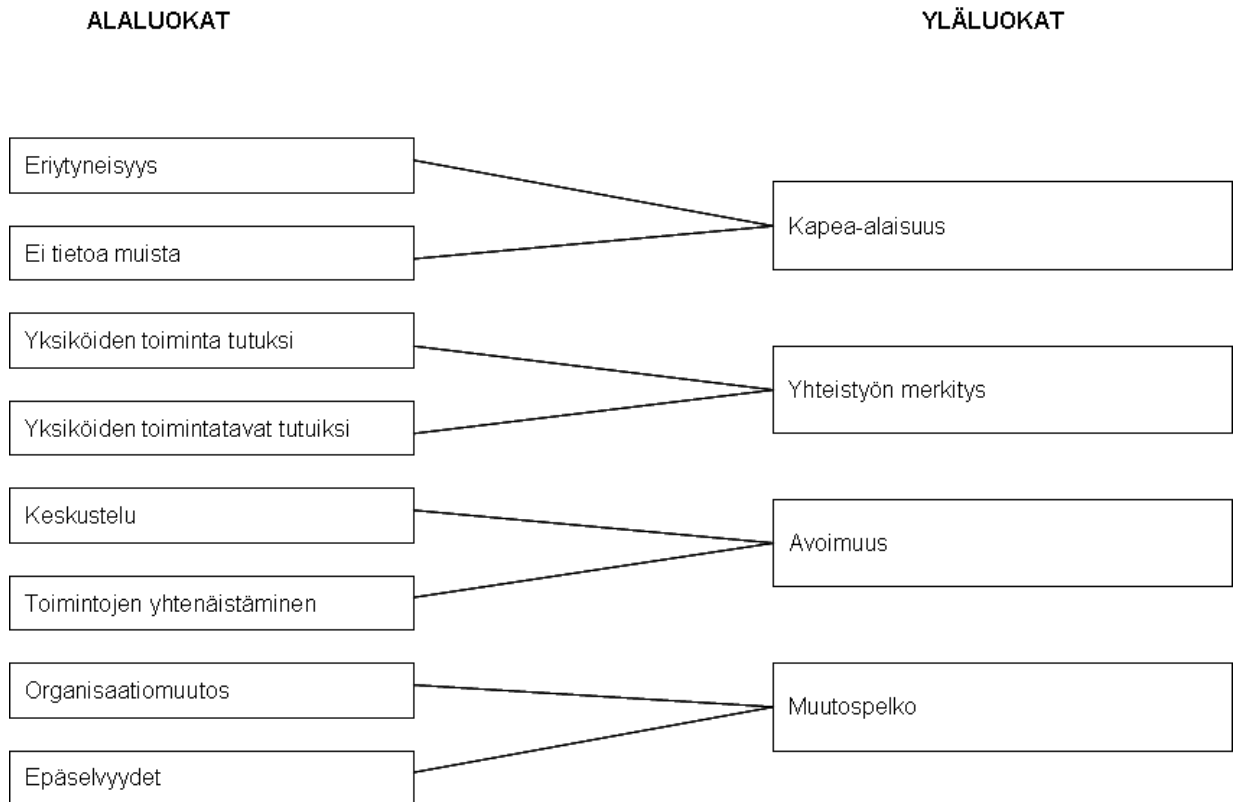 ALALUOKAT
YLÄLUOKAT
Eriytyneisyys
Ei tietoa muista
Kapea-alaisuus
Yksiköiden toiminta tutuksi
Yksiköiden toimintatavat tutuiksi
Yhteistyön merkitys
Keskustelu
Toimintojen yhtenäistäminen
Avoimuus
Organisaatiomuutos
Epäselvyydet
Muutospelko